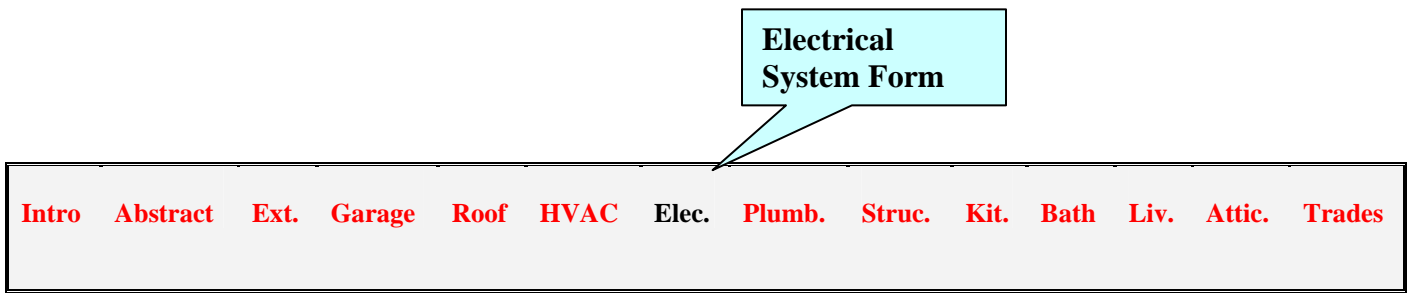 Electrical
System Form
Intro Abstract Ext. Garage Roof HVAC Elec. Plumb. Struc. Kit. Bath Liv. Attic. Trades